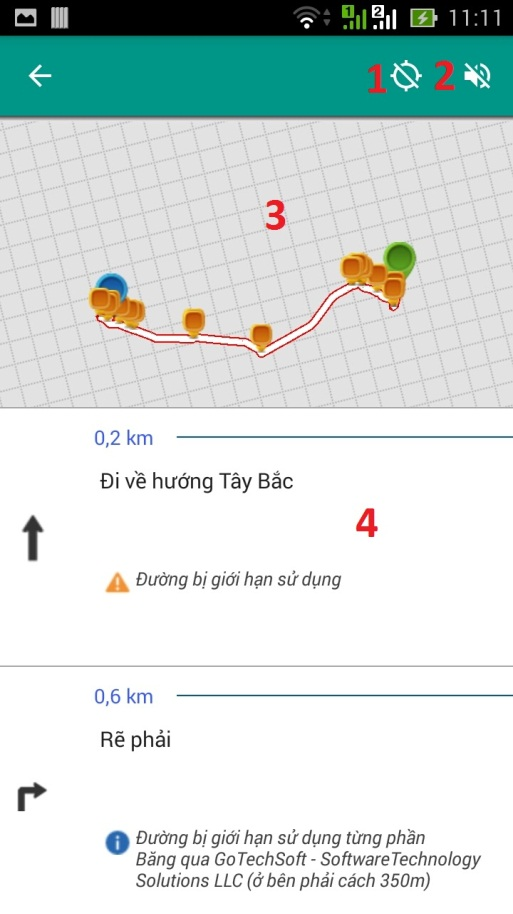 1 2 11:11
1 2
3
0,2 km
Đi về hướng Tây Bắc
4
Đường bị giới hạn sử dụng
0,6 km
Rẽ phải
Đường bị giới hạn sử dụng từng phần
Băng qua GoTechSoft - SoftwareTechnology
Solutions LLC (ở bên phải cách 350m)